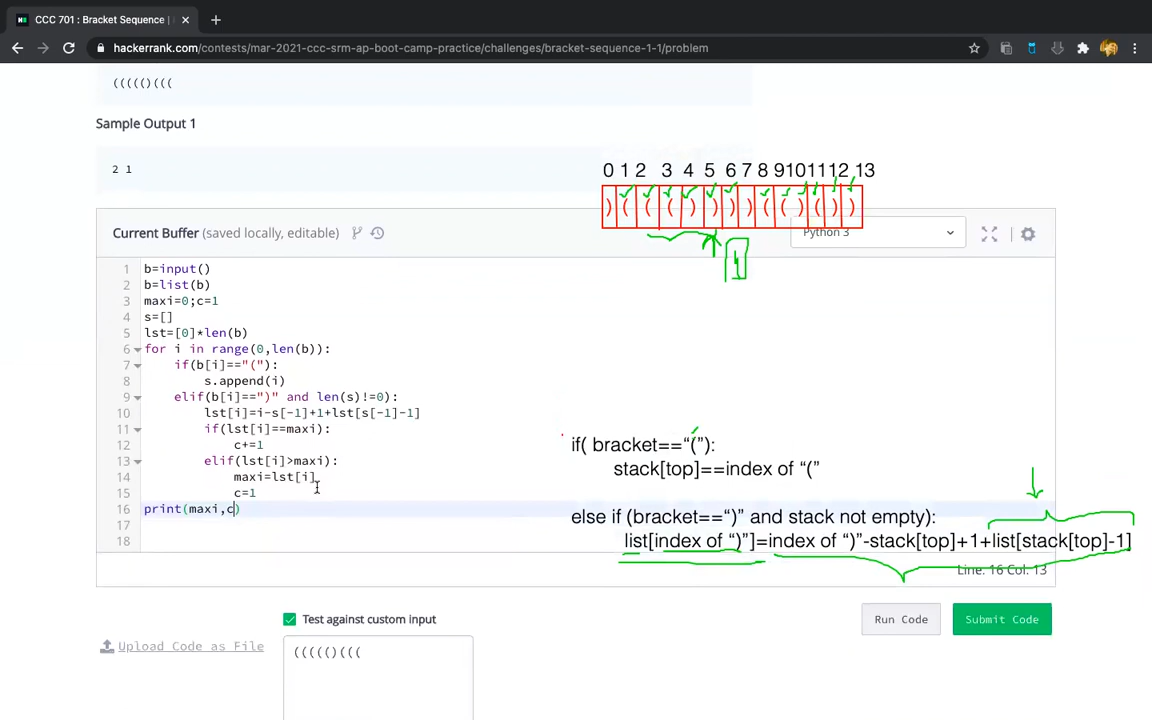 CCC 701 : Bracket Sequence |
hackerrank.com/contests/mar-2021-ccc-srm-ap-boot-camp-practice/challenges/bracket-sequence-1-1/problem
((((()(((
Sample Output 1
2 1
0 1 2 3 4 5 6 7 8 9 10 11 12 13
) ( ( ( ) ) ) ) ( ( ) ( ) )
4
Current Buffer (saved locally, editable)
Python 3
1 b=input()
2 b=list(b)
3 maxi=0;c=1
4 s=[]
5 lst=[0]*len(b)
6 for i in range(0,len(b)):
7 if(b[i]=="("):
8 s.append(i)
9 elif(b[i]==")" and len(s)!=0):
10 lst[i]=i-s[-1]+1+lst[s[-1]-1]
11 if(lst[i]==maxi):
12 c+=1
13 elif(lst[i]>maxi):
14 maxi=lst[i]
15 c=1
16 print(maxi,c)
17
18
if( bracket==“(”):
stack[top]==index of “(”
else if (bracket==“)” and stack not empty):
list[index of “)”]=index of “)”-stack[top]+1+list[stack[top]-1]
Line: 16 Col: 13
Test against custom input
Run Code
Submit Code
Upload Code as File
((((()(((